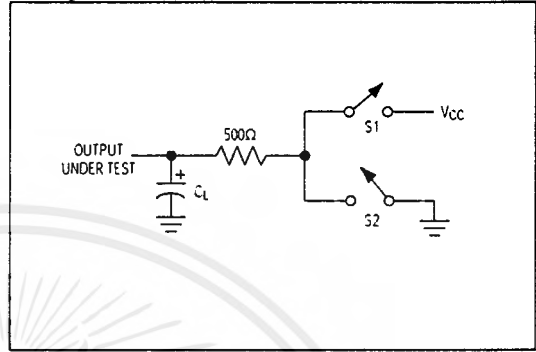 500Ω
S1
VCC
OUTPUT
UNDER TEST
+
CL
S2